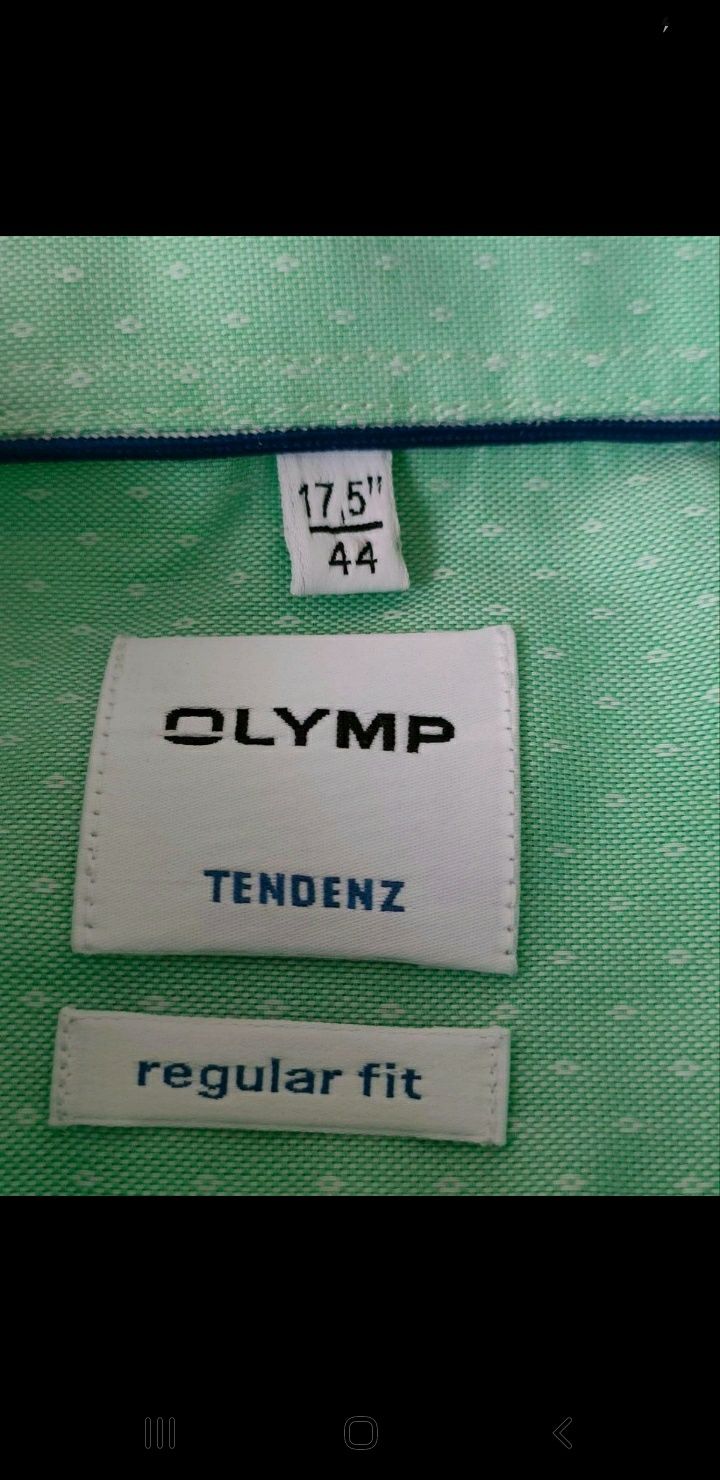 17,5"
44
OLYMP
TENDENZ
regular fit